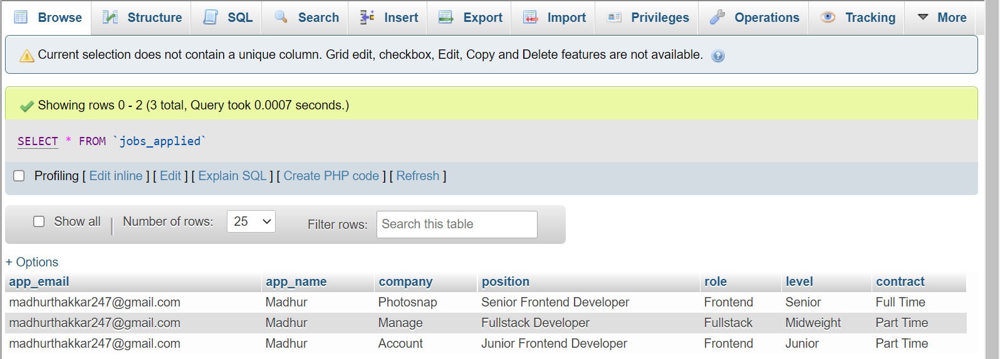 Browse Structure SQL Search Insert Export Import Privileges Operations Tracking More
Current selection does not contain a unique column. Grid edit, checkbox, Edit, Copy and Delete features are not available.
Showing rows 0 - 2 (3 total, Query took 0.0007 seconds.)
SELECT * FROM `jobs_applied`
Profiling [ Edit inline ] [ Edit ] [ Explain SQL ] [ Create PHP code ] [ Refresh ]
Show all | Number of rows: 25 Filter rows: Search this table
+ Options
app_email app_name company position role level contract
madhurthakkar247@gmail.com Madhur Photosnap Senior Frontend Developer Frontend Senior Full Time
madhurthakkar247@gmail.com Madhur Manage Fullstack Developer Fullstack Midweight Part Time
madhurthakkar247@gmail.com Madhur Account Junior Frontend Developer Frontend Junior Part Time